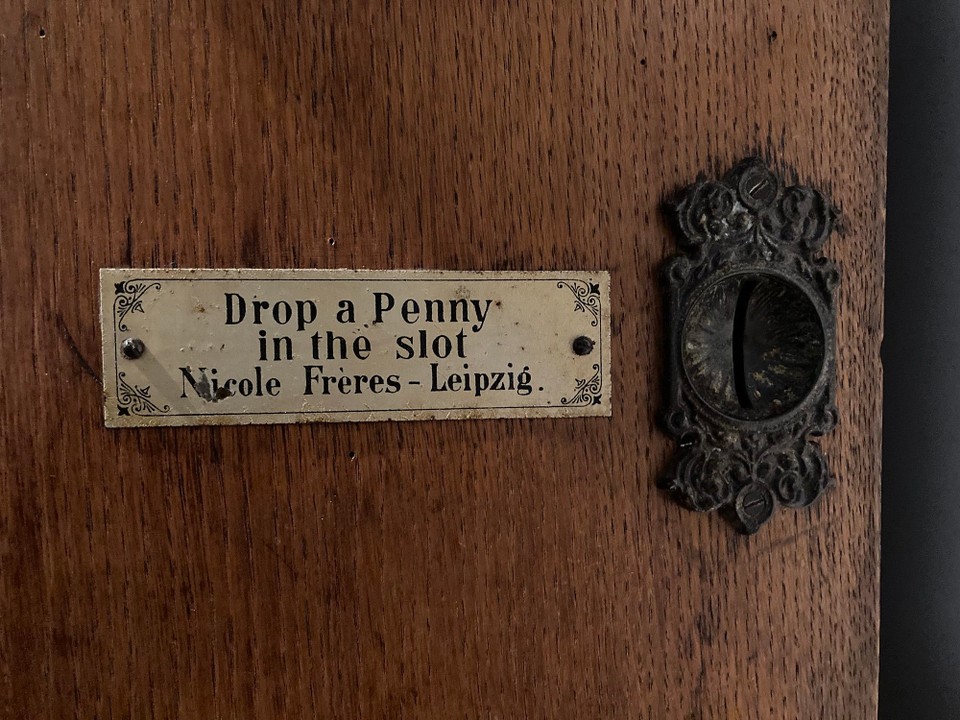 Drop a Penny
in the slot
Nicole Frères - Leipzig.